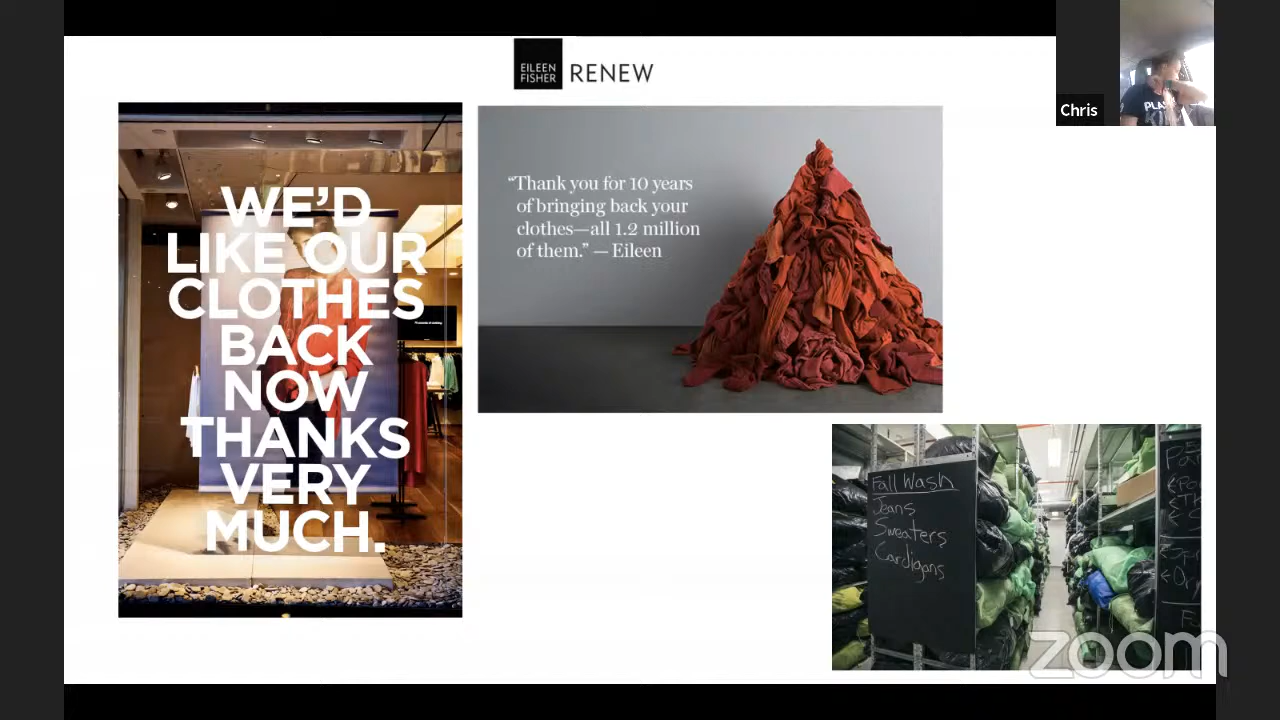 EILEEN
FISHER
RENEW
Chris
WE’D
LIKE OUR
CLOTHES
BACK
NOW
THANKS
VERY
MUCH.
“Thank you for 10 years
of bringing back your
clothes—all 1.2 million
of them.” — Eileen
Fall Wash
Jeans
Sweaters
Cardigans
zoom